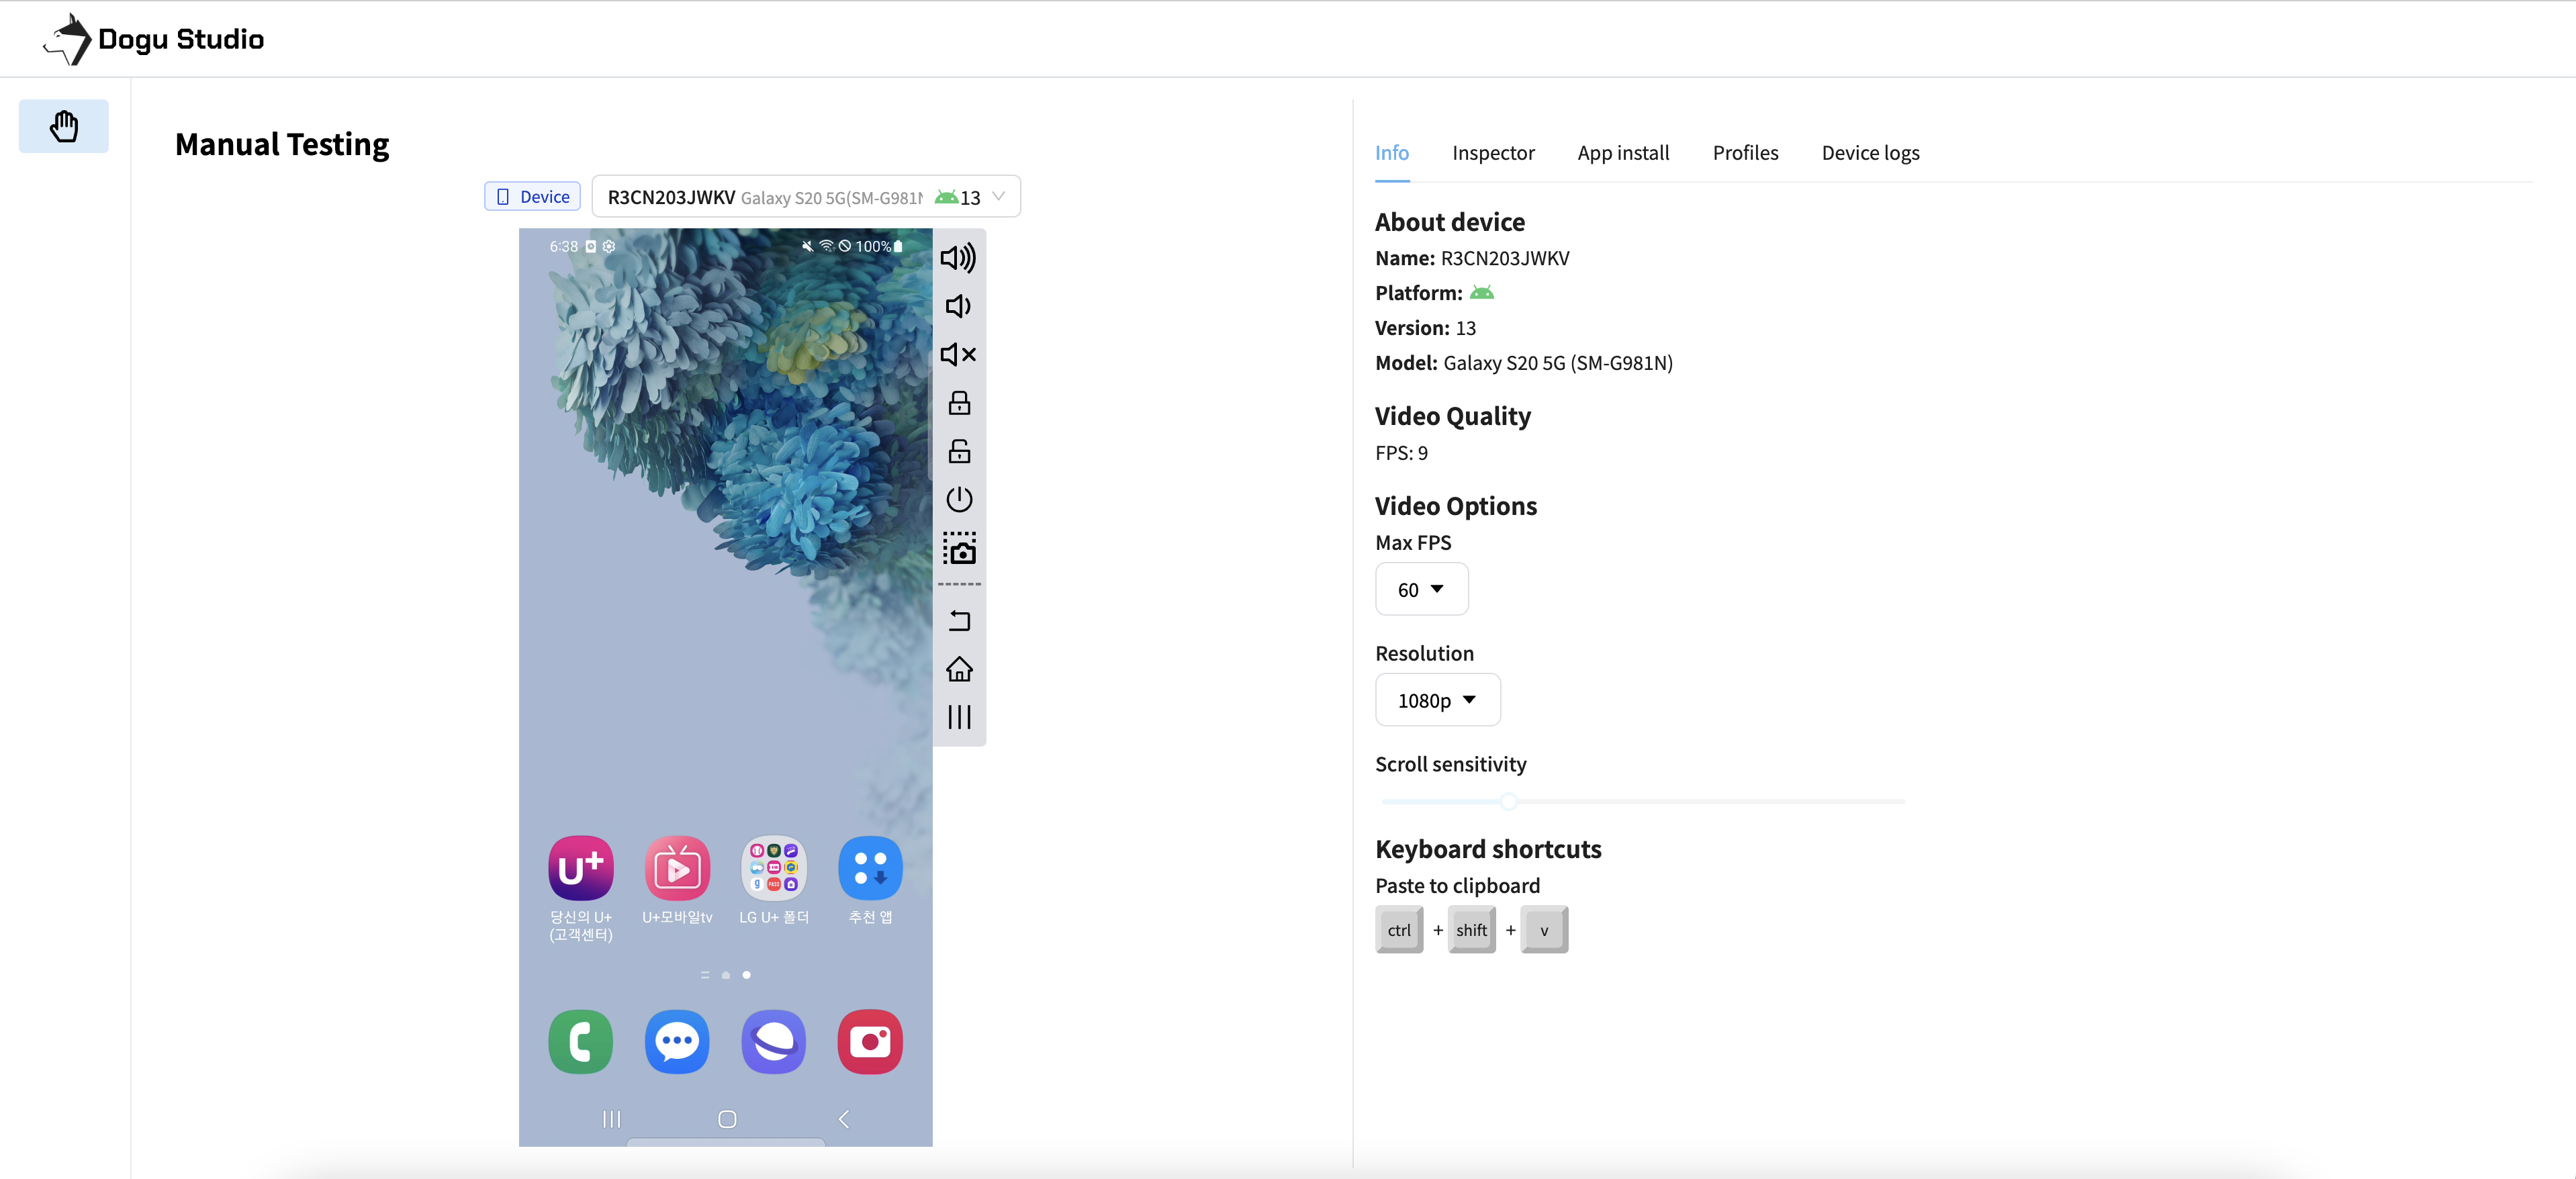 Dogu Studio
Manual Testing
Device
R3CN203JWKV Galaxy S20 5G(SM-G981N 13
6:38 100%
U+
당신의 U+
(고객센터)
U+모바일tv
LG U+ 폴더
추천 앱
Info Inspector App install Profiles Device logs
About device
Name: R3CN203JWKV
Platform:
Version: 13
Model: Galaxy S20 5G (SM-G981N)
Video Quality
FPS: 9
Video Options
Max FPS
60
Resolution
1080p
Scroll sensitivity
Keyboard shortcuts
Paste to clipboard
ctrl + shift + v